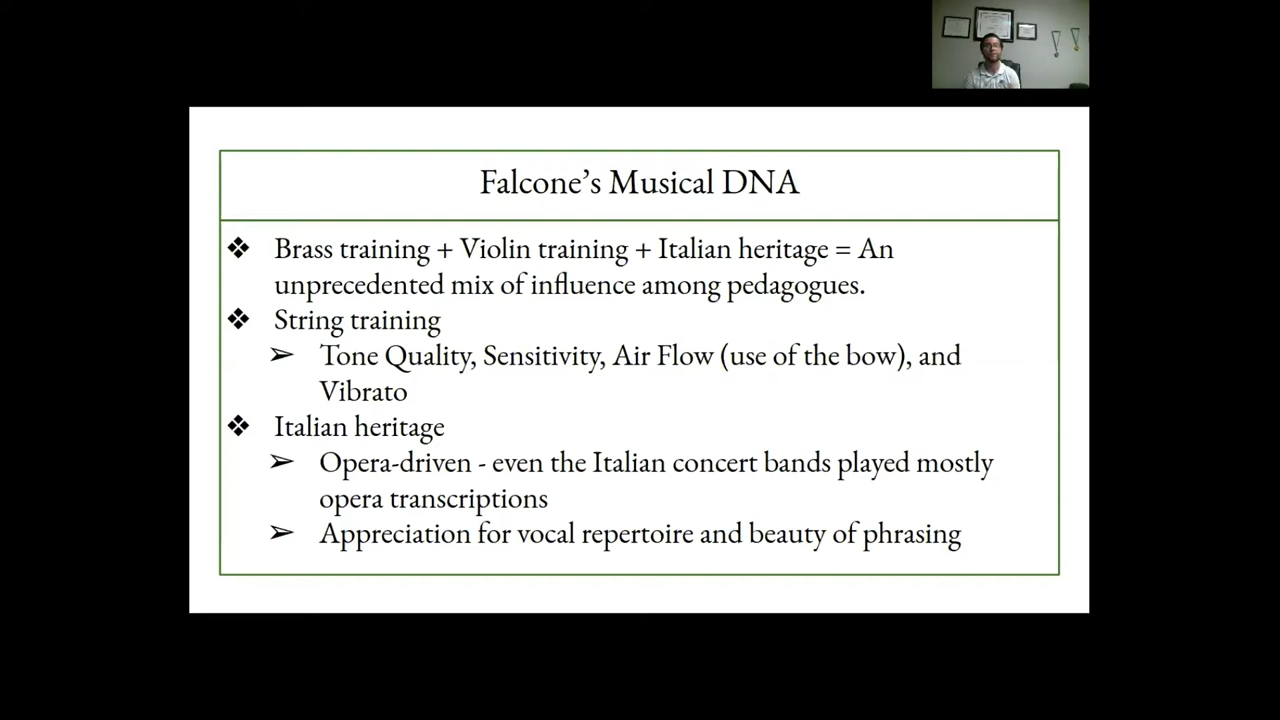 Falcone's Musical DNA
❖ Brass training + Violin training + Italian heritage = An
unprecedented mix of influence among pedagogues.
❖ String training
➢ Tone Quality, Sensitivity, Air Flow (use of the bow), and
Vibrato
❖ Italian heritage
➢ Opera-driven - even the Italian concert bands played mostly
opera transcriptions
➢ Appreciation for vocal repertoire and beauty of phrasing